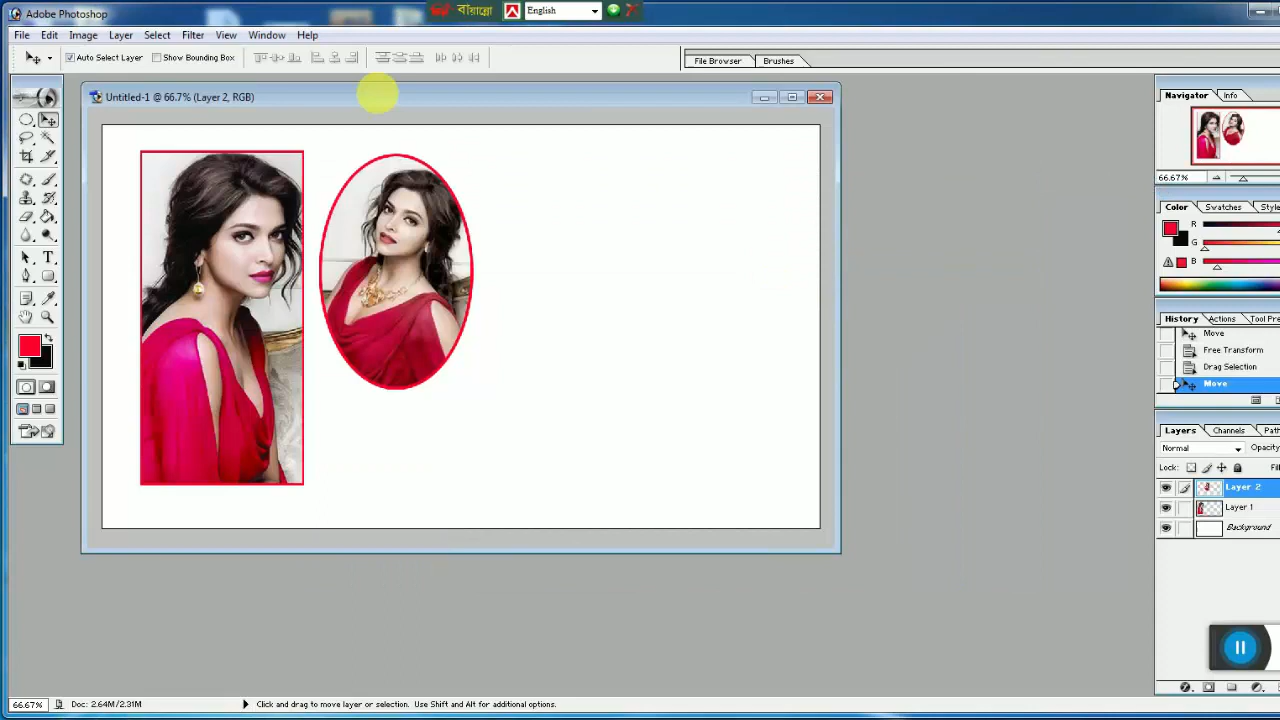 Adobe Photoshop
বায়ান্নো English
File Edit Image Layer Select Filter View Window Help
Auto Select Layer Show Bounding Box
File Browser Brushes
Untitled-1 @ 66.7% (Layer 2, RGB)
Navigator Info
66.67%
Color Swatches Style
R
G
B
History Actions Tool Pre
Move
Free Transform
Drag Selection
Move
Layers Channels Path
Normal Opacity
Lock: Fil
Layer 2
Layer 1
Background
66.67% Doc: 2.64M/2.31M Click and drag to move layer or selection. Use Shift and Alt for additional options.